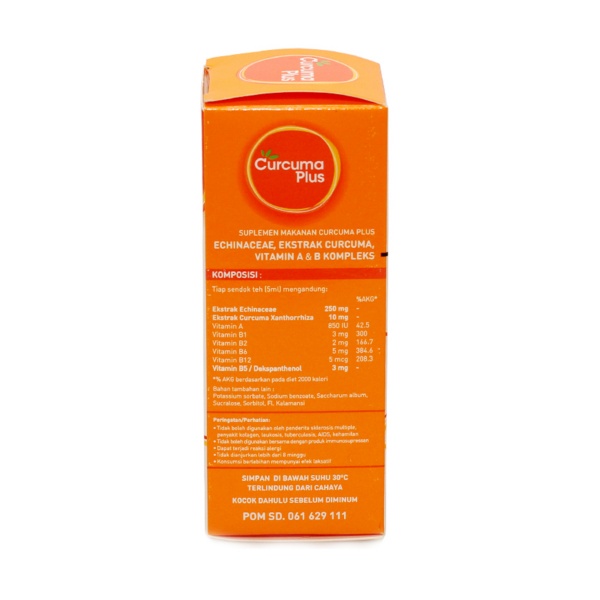 Curcuma
Plus
Curcuma
Plus
SUPLEMEN MAKANAN CURCUMA PLUS
ECHINACEAE, EKSTRAK CURCUMA,
VITAMIN A & B KOMPLEKS
KOMPOSISI :
Tiap sendok teh (5ml) mengandung:
%AKG*
Ekstrak Echinaceae 250 mg -
Ekstrak Curcuma Xanthorrhiza 10 mg -
Vitamin A 850 IU 42.5
Vitamin B1 3 mg 300
Vitamin B2 2 mg 166.7
Vitamin B6 5 mg 384.6
Vitamin B12 5 mcg 208.3
Vitamin B5 / Dekspanthenol 3 mg -
*% AKG berdasarkan pada diet 2000 kalori
Bahan tambahan lain :
Potassium sorbate, Sodium benzoate, Saccharum album,
Sucralose, Sorbitol, FL Kalamansi
Peringatan/Perhatian:
• Tidak boleh digunakan oleh penderita sklerosis multiple,
penyakit kolagen, leukosis, tuberculosis, AIDS, kehamilan
• Tidak boleh digunakan bersama dengan produk immunosupressan
• Dapat terjadi reaksi alergi
• Tidak dianjurkan lebih dari 8 minggu
• Konsumsi berlebihan mempunyai efek laksatif
SIMPAN DI BAWAH SUHU 30°C
TERLINDUNG DARI CAHAYA
KOCOK DAHULU SEBELUM DIMINUM
POM SD. 061 629 111